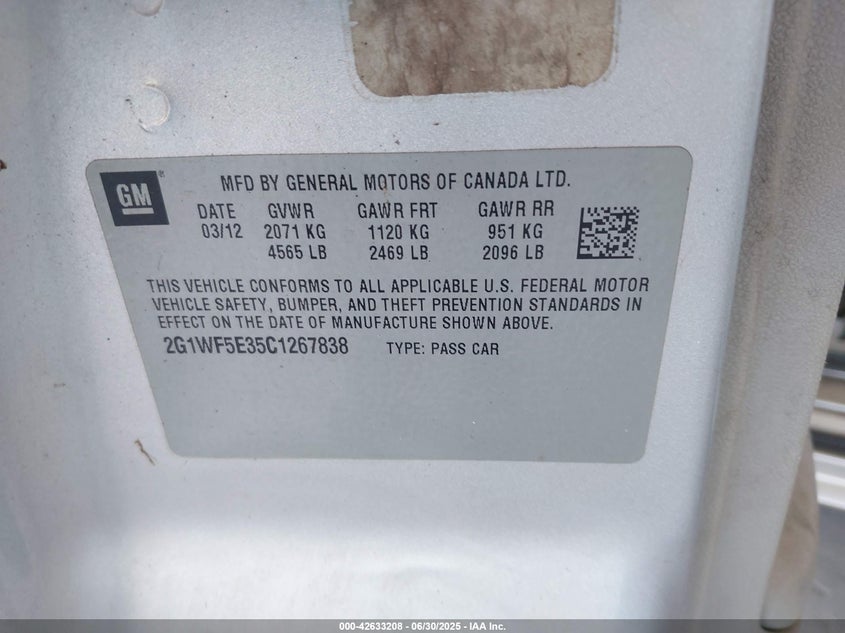 GM ®
MFD BY GENERAL MOTORS OF CANADA LTD.
DATE GVWR GAWR FRT GAWR RR
03/12 2071 KG 1120 KG 951 KG
4565 LB 2469 LB 2096 LB
THIS VEHICLE CONFORMS TO ALL APPLICABLE U.S. FEDERAL MOTOR
VEHICLE SAFETY, BUMPER, AND THEFT PREVENTION STANDARDS IN
EFFECT ON THE DATE OF MANUFACTURE SHOWN ABOVE.
2G1WF5E35C1267838 TYPE: PASS CAR
000-42633208 - 06/30/2025 - IAA Inc.